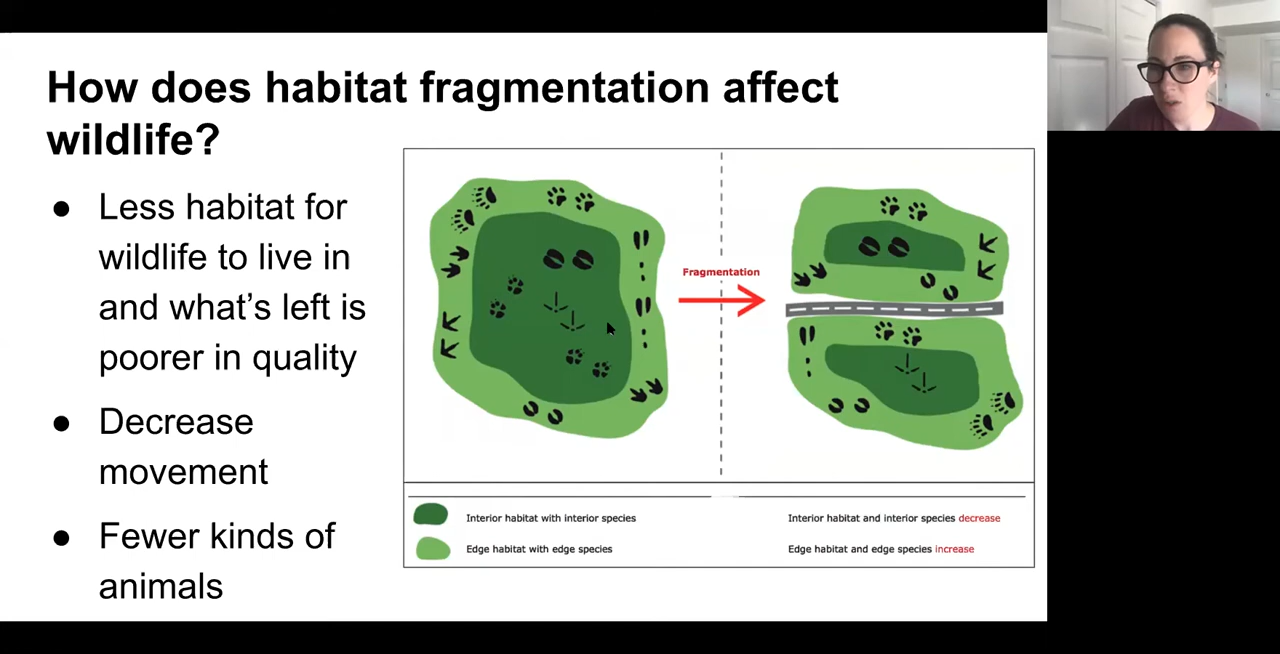 How does habitat fragmentation affect
wildlife?
● Less habitat for
wildlife to live in
and what's left is
poorer in quality
● Decrease
movement
● Fewer kinds of
animals
Fragmentation
Interior habitat with interior species
Edge habitat with edge species
Interior habitat and interior species decrease
Edge habitat and edge species increase